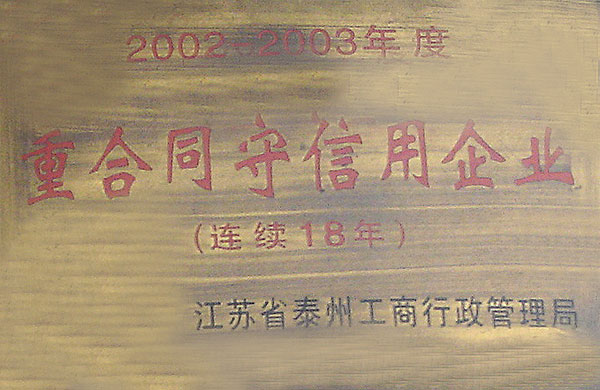 2002-2003年度
重合同守信用企业
(连续18年)
江苏省泰州工商行政管理局